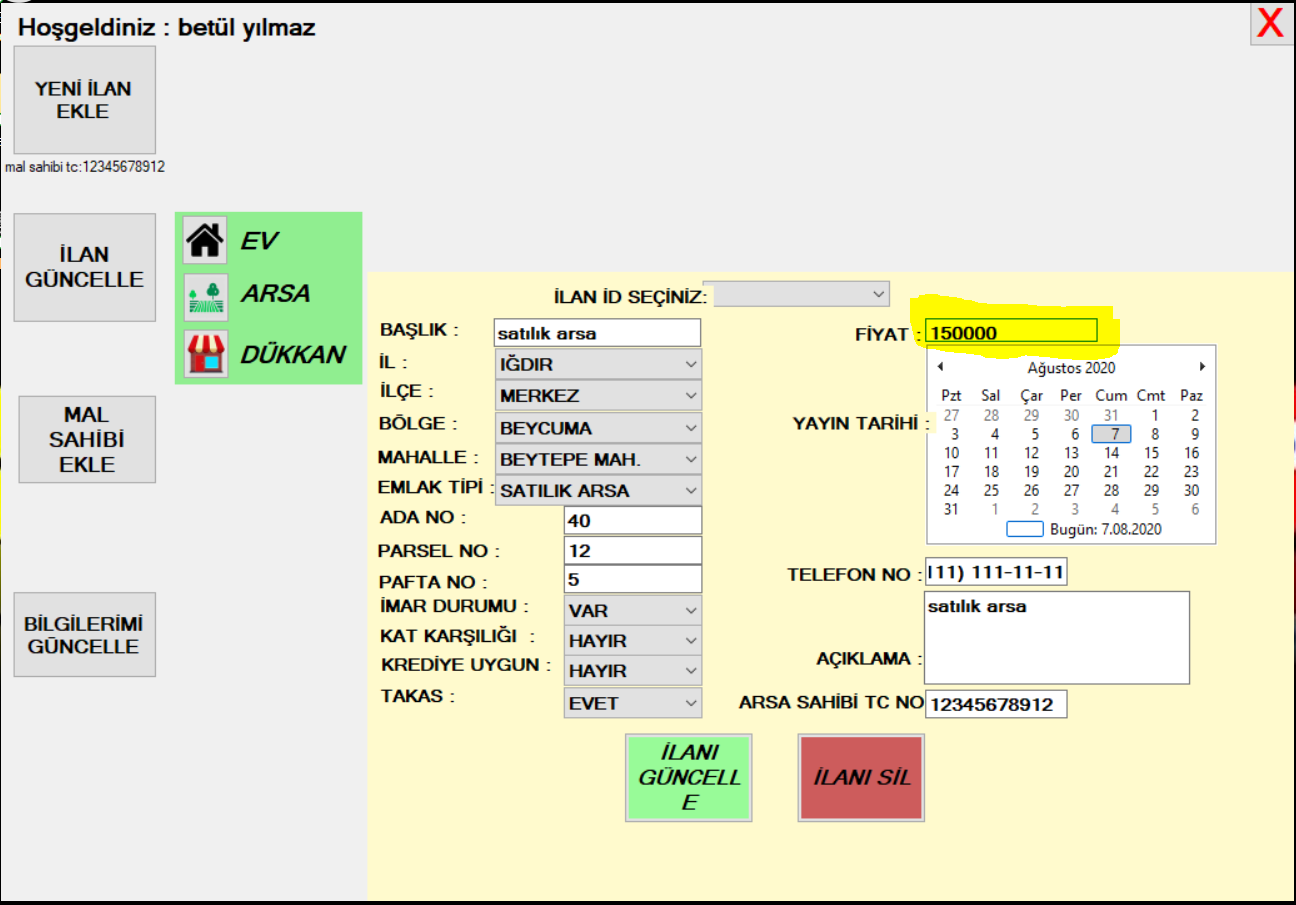 Hoşgeldiniz : betül yılmaz
X
YENİ İLAN
EKLE
mal sahibi tc:12345678912
İLAN
GÜNCELLE
EV
ARSA
DÜKKAN
MAL
SAHİBİ
EKLE
BİLGİLERİMİ
GÜNCELLE
İLAN İD SEÇİNİZ:
BAŞLIK : satılık arsa
İL : IĞDIR
İLÇE : MERKEZ
BÖLGE : BEYCUMA
MAHALLE : BEYTEPE MAH.
EMLAK TİPİ : SATILIK ARSA
ADA NO : 40
PARSEL NO : 12
PAFTA NO : 5
İMAR DURUMU : VAR
KAT KARŞILIĞI : HAYIR
KREDİYE UYGUN : HAYIR
TAKAS : EVET
FİYAT : 150000
YAYIN TARİHİ :
Ağustos 2020
Pzt Sal Çar Per Cum Cmt Paz
27 28 29 30 31 1 2
3 4 5 6 7 8 9
10 11 12 13 14 15 16
17 18 19 20 21 22 23
24 25 26 27 28 29 30
31 1 2 3 4 5 6
Bugün: 7.08.2020
TELEFON NO : 11) 111-11-11
AÇIKLAMA : satılık arsa
ARSA SAHİBİ TC NO 12345678912
İLANI
GÜNCELL
E
İLANI SİL